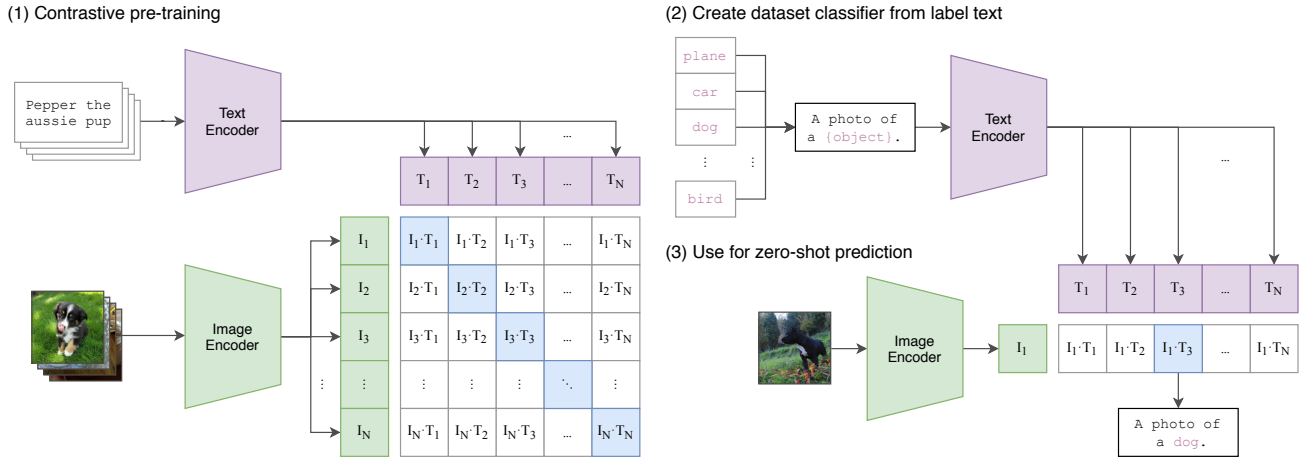 (1) Contrastive pre-training
Pepper the
aussie pup
Text
Encoder
...
T1 T2 T3 ... TN
Image
Encoder
I1 I1·T1 I1·T2 I1·T3 ... I1·TN
I2 I2·T1 I2·T2 I2·T3 ... I2·TN
I3 I3·T1 I3·T2 I3·T3 ... I3·TN
⋮ ⋮ ⋮ ⋮ ⋮ ⋱ ⋮
IN IN·T1 IN·T2 IN·T3 ... IN·TN
(2) Create dataset classifier from label text
plane
car
dog
⋮ ⋮
bird
A photo of
a {object}.
Text
Encoder
...
(3) Use for zero-shot prediction
T1 T2 T3 ... TN
Image
Encoder
I1 I1·T1 I1·T2 I1·T3 ... I1·TN
A photo of
a dog.